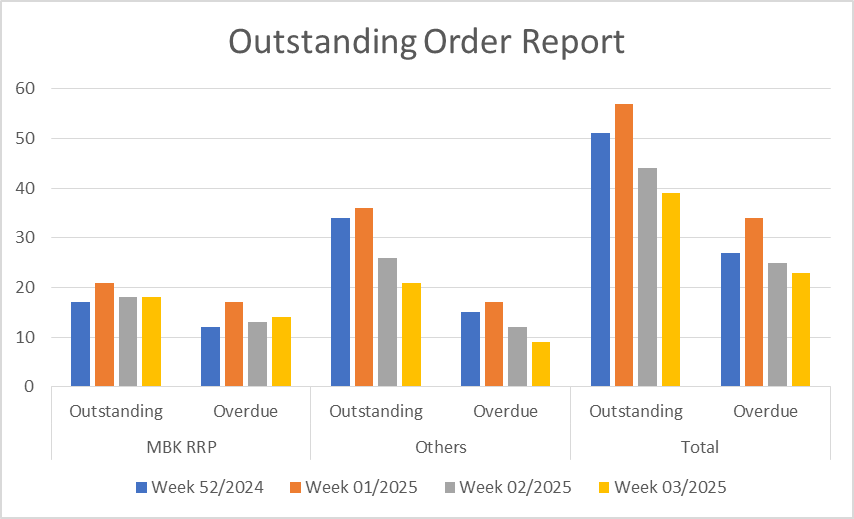 Outstanding Order Report
60
50
40
30
20
10
0
Outstanding Overdue Outstanding Overdue Outstanding Overdue
MBK RRP Others Total
Week 52/2024 Week 01/2025 Week 02/2025 Week 03/2025